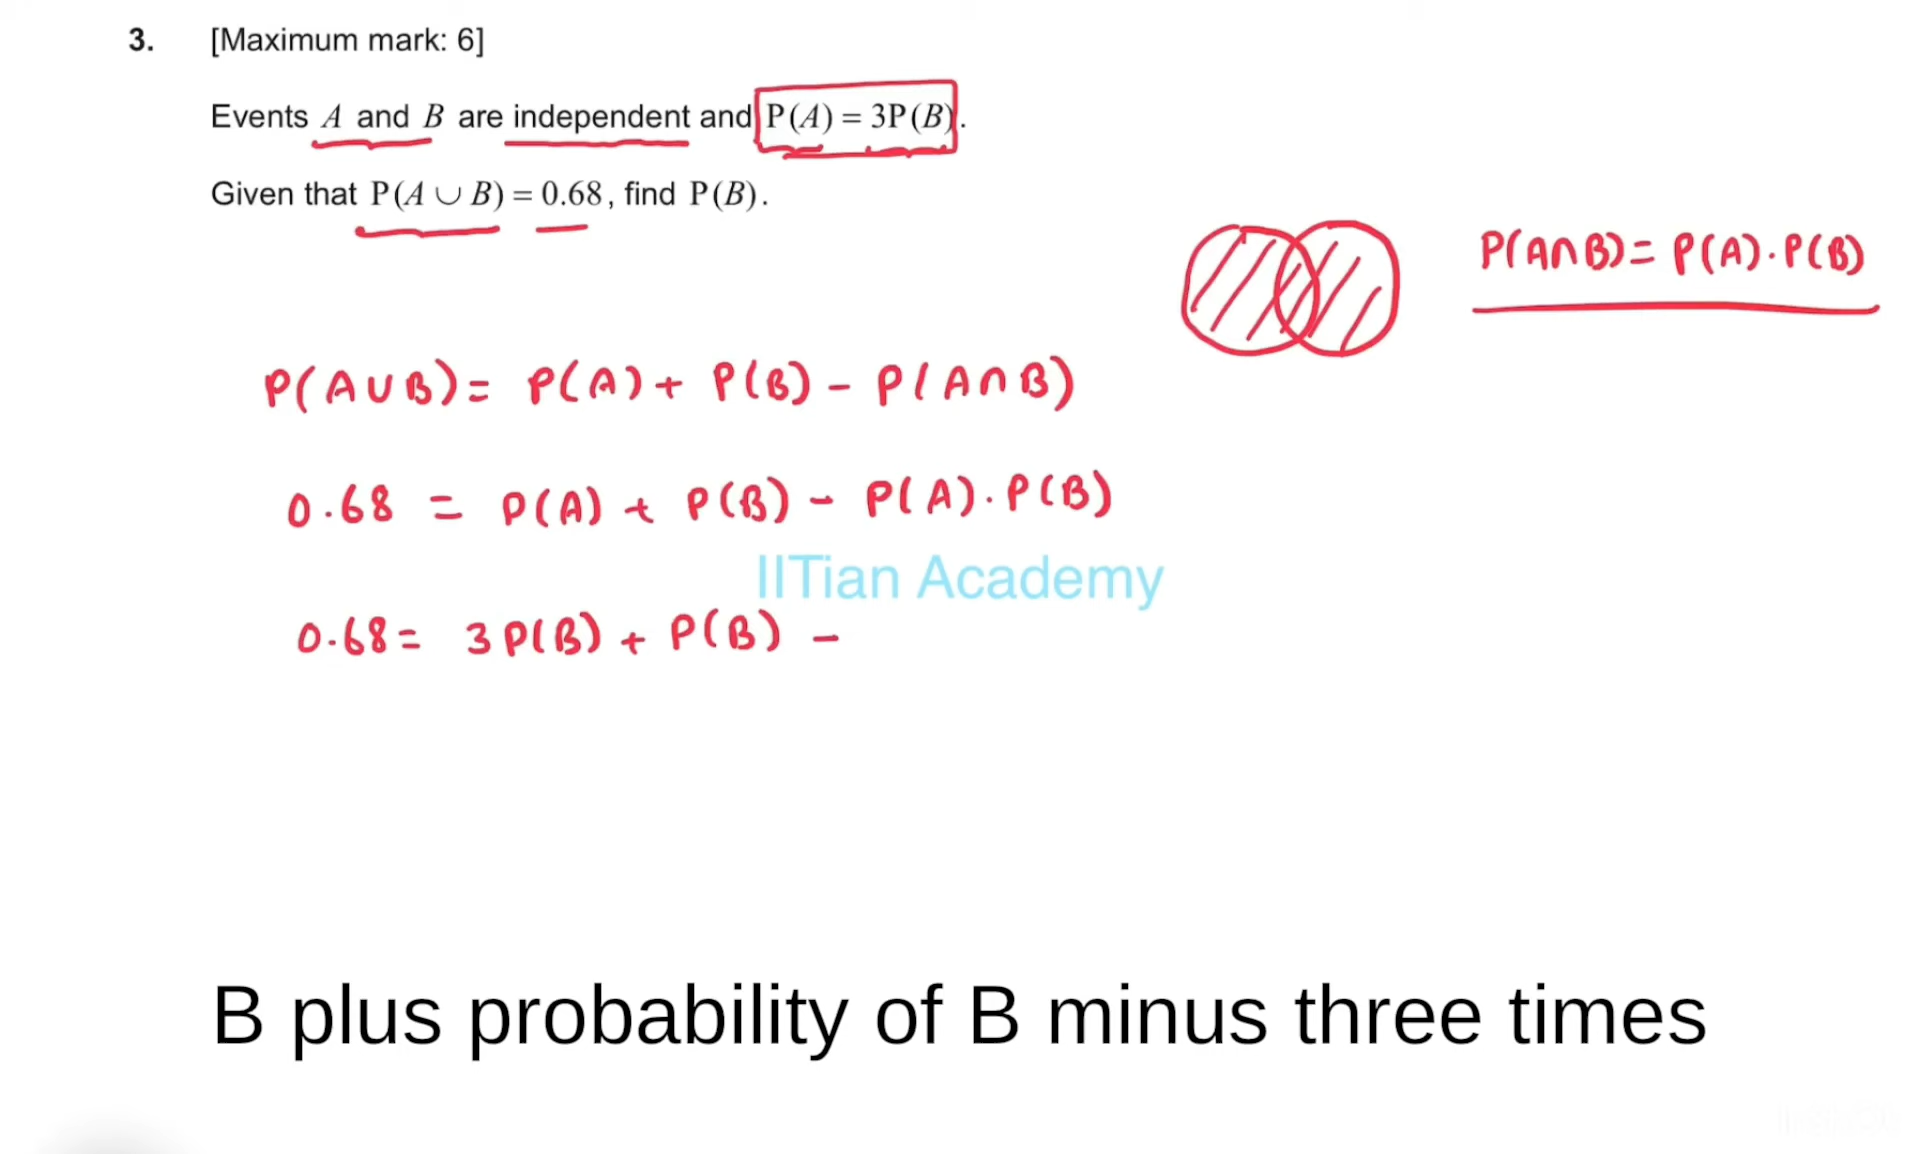 3. [Maximum mark: 6]
Events A and B are independent and P(A) = 3P(B).
Given that P(A ∪ B) = 0.68, find P(B).
P(A∩B) = P(A)·P(B)
P(A∪B) = P(A) + P(B) - P(A∩B)
0.68 = P(A) + P(B) - P(A)·P(B)
IITian Academy
0.68 = 3P(B) + P(B) -
B plus probability of B minus three times